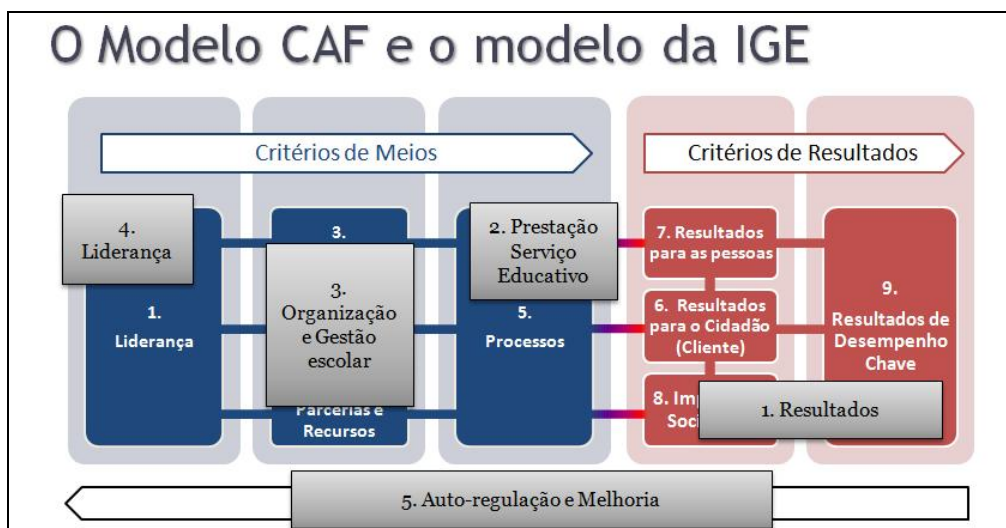 O Modelo CAF e o modelo da IGE
Critérios de Meios
Critérios de Resultados
4.
Liderança
1.
Liderança
3.
3.
Organização
e Gestão
escolar
Parcerias e
Recursos
2. Prestação
Serviço
Educativo
5.
Processos
7. Resultados
para as pessoas
6. Resultados
para o Cidadão
(Cliente)
8.
9.
Resultados de
Desempenho
Chave
1. Resultados
5. Auto-regulação e Melhoria